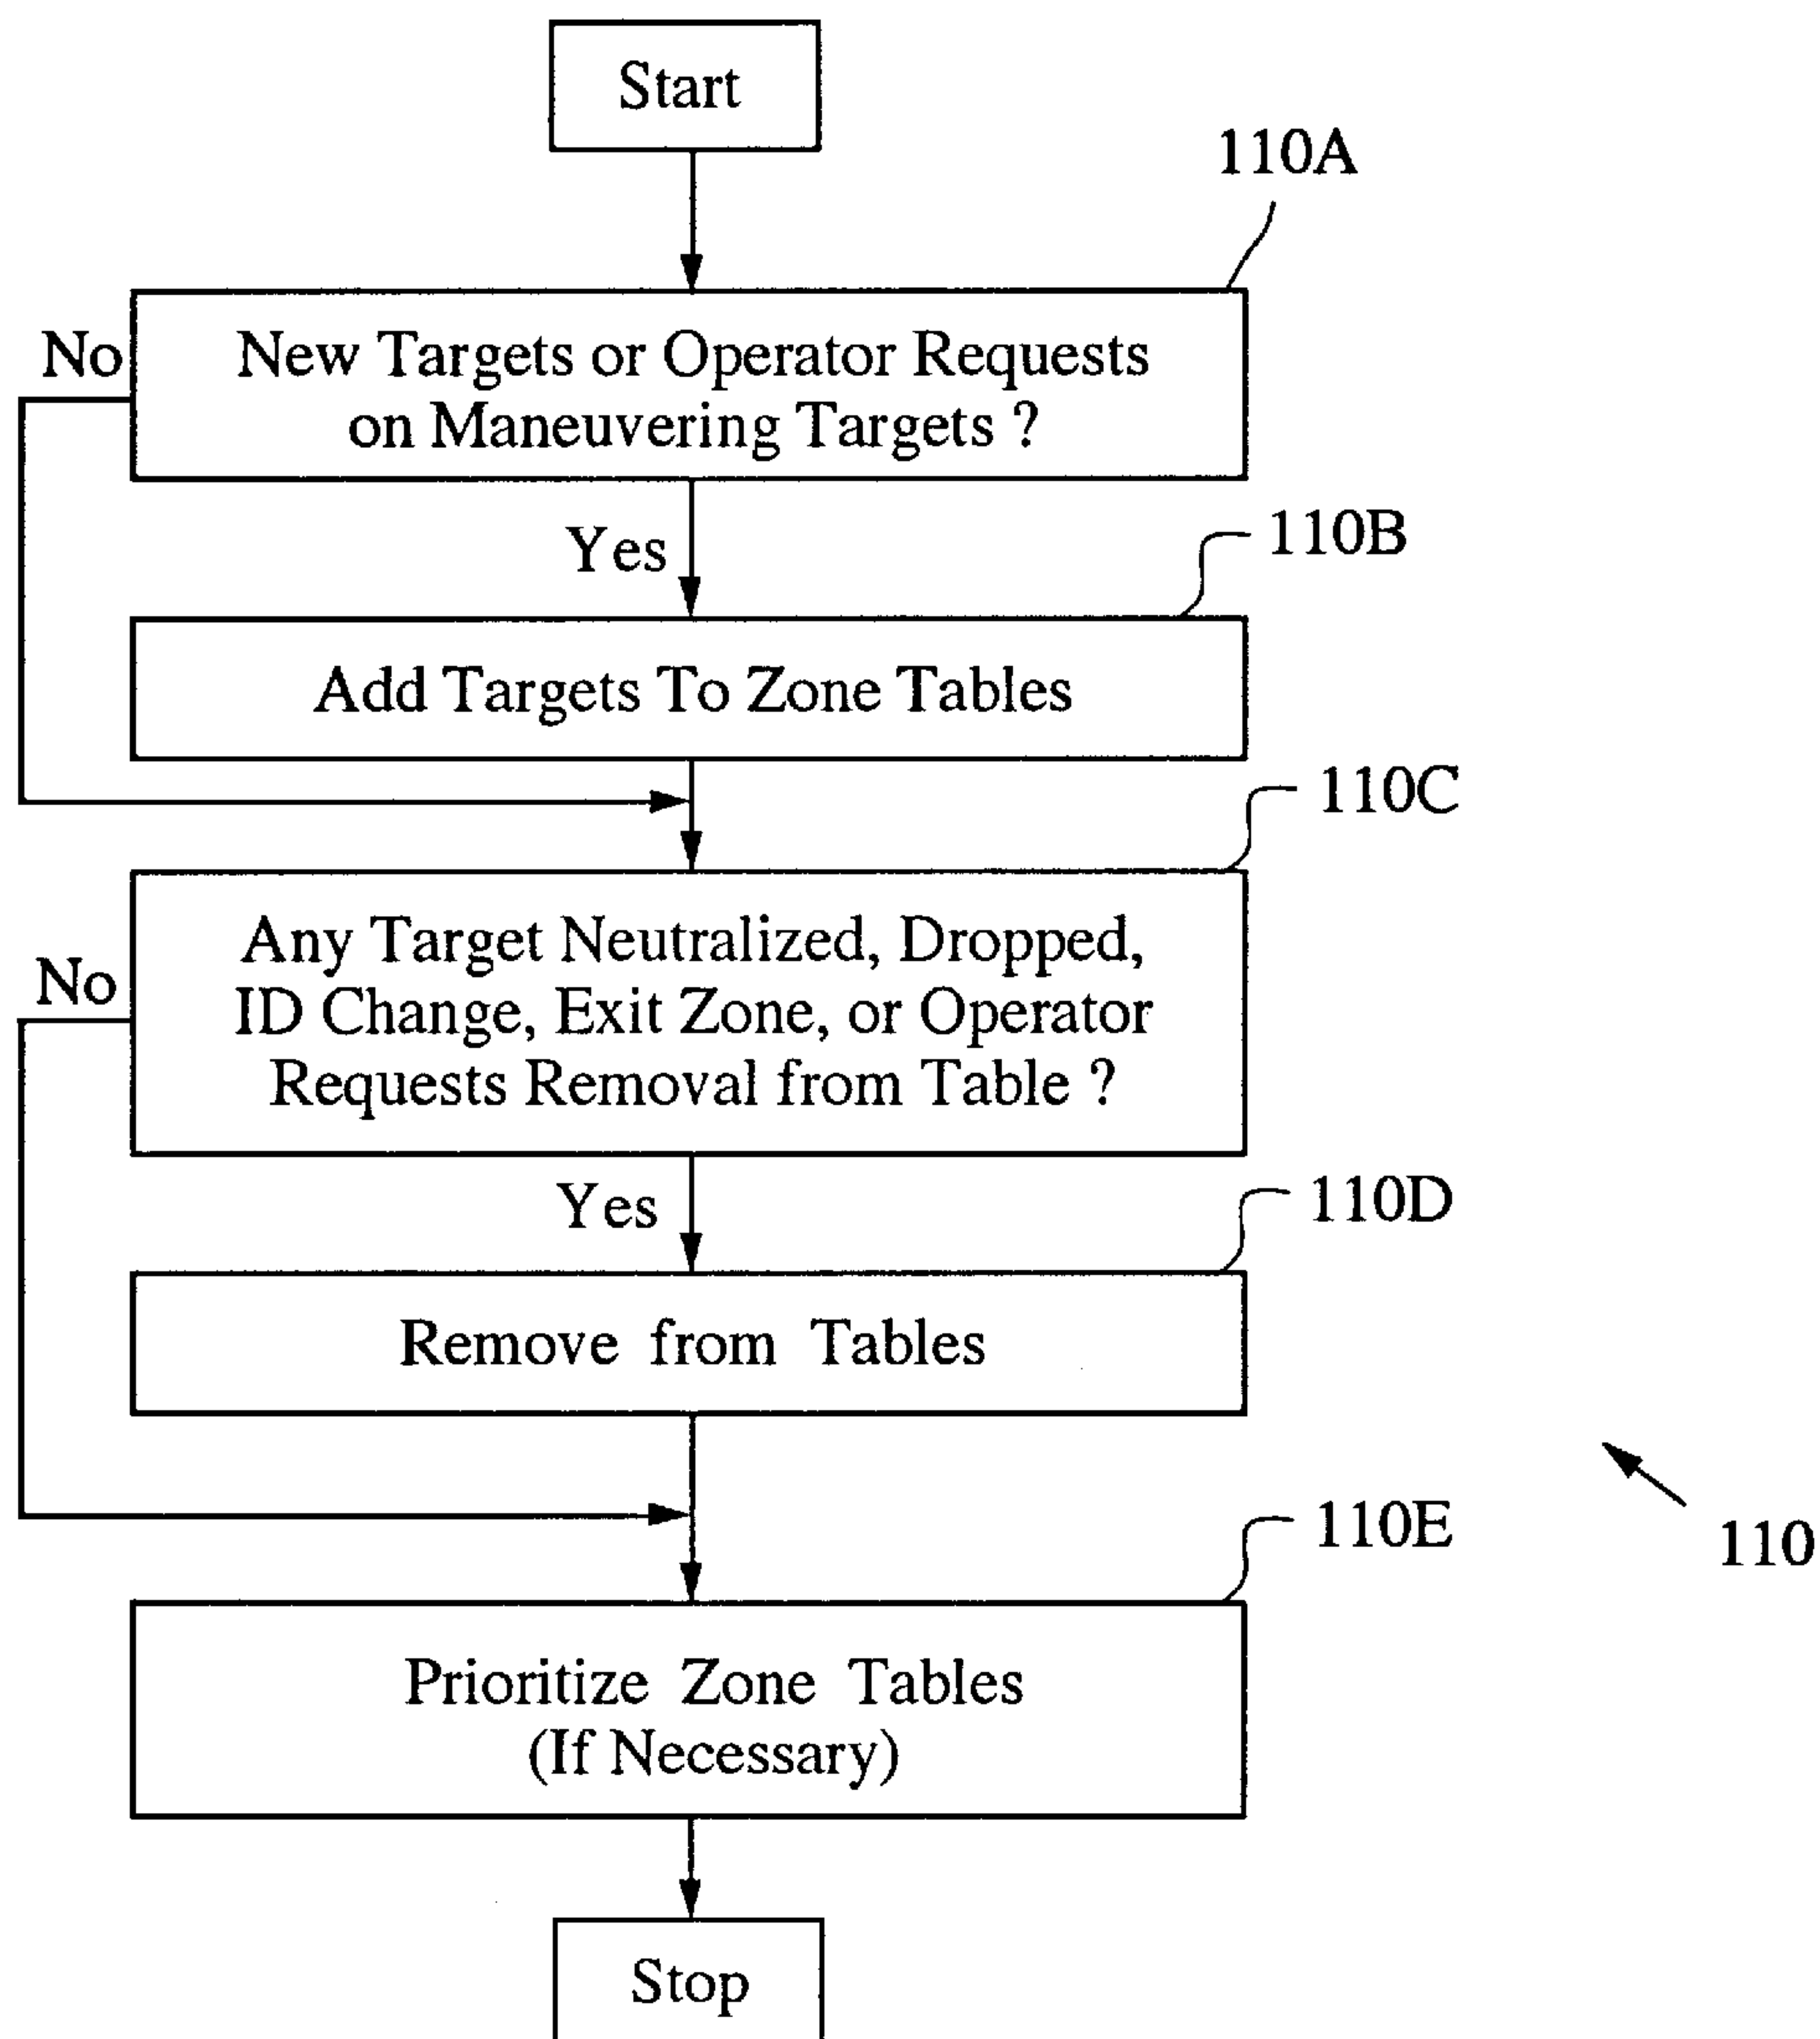 Start
110A
No
New Targets or Operator Requests
on Maneuvering Targets ?
Yes
110B
Add Targets To Zone Tables
110C
No
Any Target Neutralized, Dropped,
ID Change, Exit Zone, or Operator
Requests Removal from Table ?
Yes
110D
Remove from Tables
110E
110
Prioritize Zone Tables
(If Necessary)
Stop